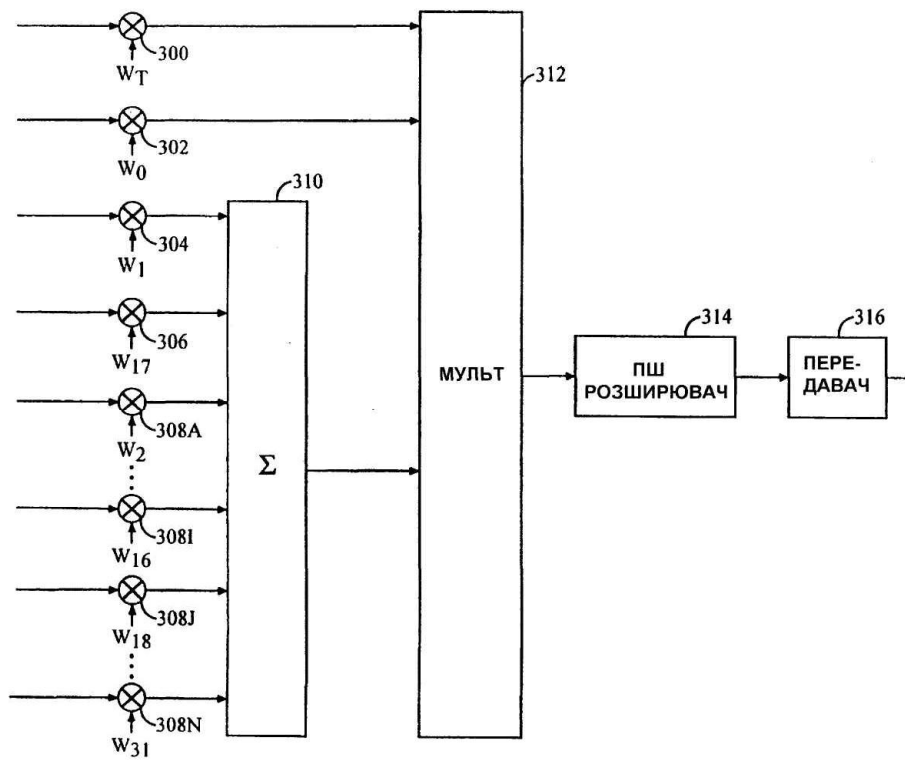 300
W_T
312
302
W_0
310
304
W_1
306
W_17
314
316
МУЛЬТ
ПШ
РОЗШИРЮВАЧ
ПЕРЕ-
ДАВАЧ
308A
W_2
Σ
308I
W_16
308J
W_18
308N
W_31